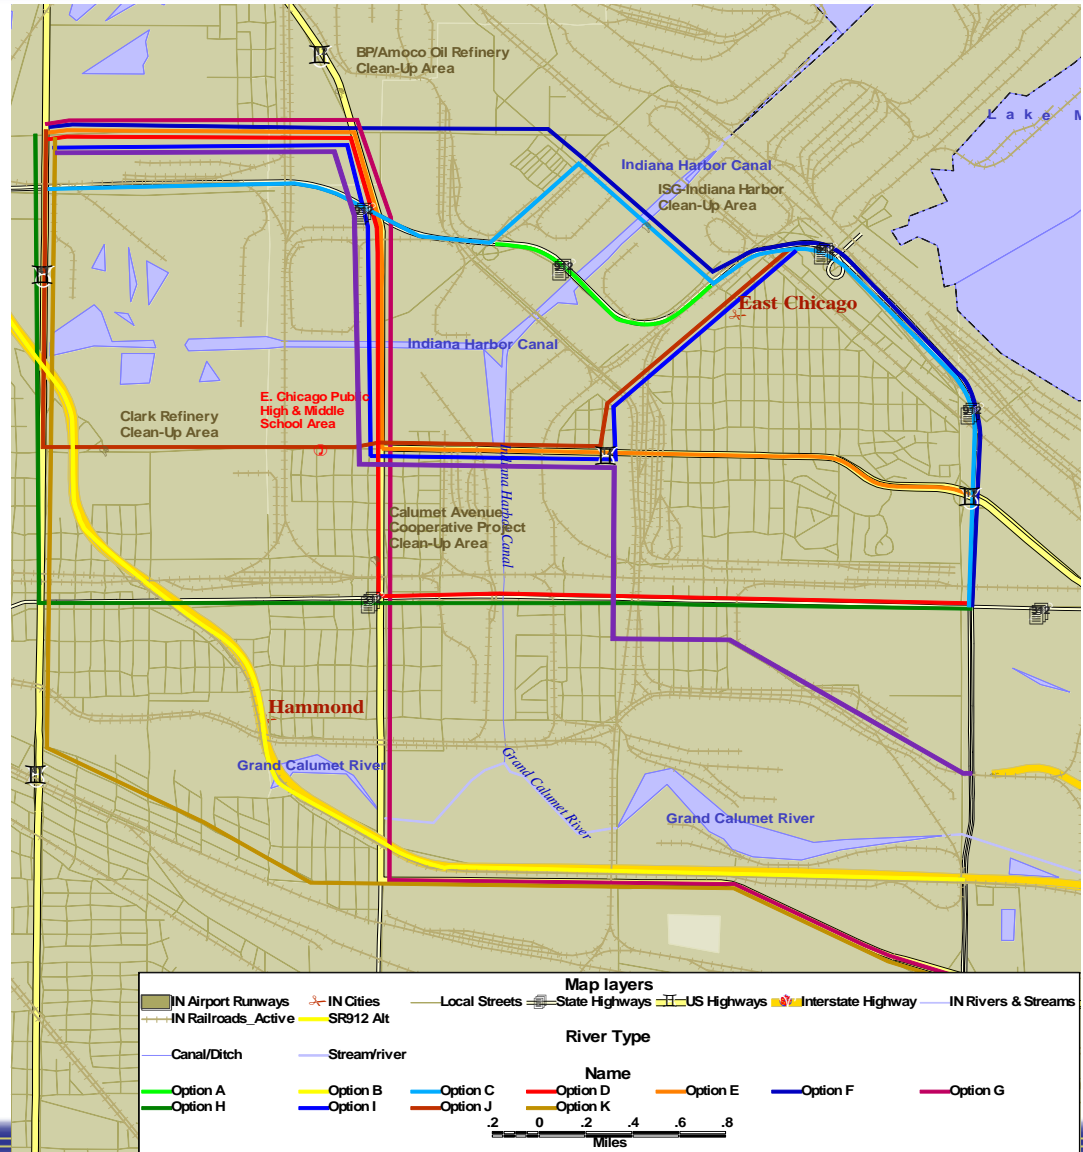 BP/Amoco Oil Refinery
Clean-Up Area
L a k e M
Indiana Harbor Canal
ISG-Indiana Harbor
Clean-Up Area
East Chicago
Indiana Harbor Canal
E. Chicago Public
High & Middle
School Area
Clark Refinery
Clean-Up Area
Indiana Harbor Canal
Calumet Avenue
Cooperative Project
Clean-Up Area
Hammond
Grand Calumet River
Grand Calumet River
Grand Calumet River
Map layers
IN Airport Runways
IN Cities
Local Streets
State Highways
US Highways
Interstate Highway
IN Rivers & Streams
IN Railroads_Active
SR912 Alt
River Type
Canal/Ditch
Stream/river
Name
Option A
Option B
Option C
Option D
Option E
Option F
Option G
Option H
Option I
Option J
Option K
.2 0 .2 .4 .6 .8
Miles